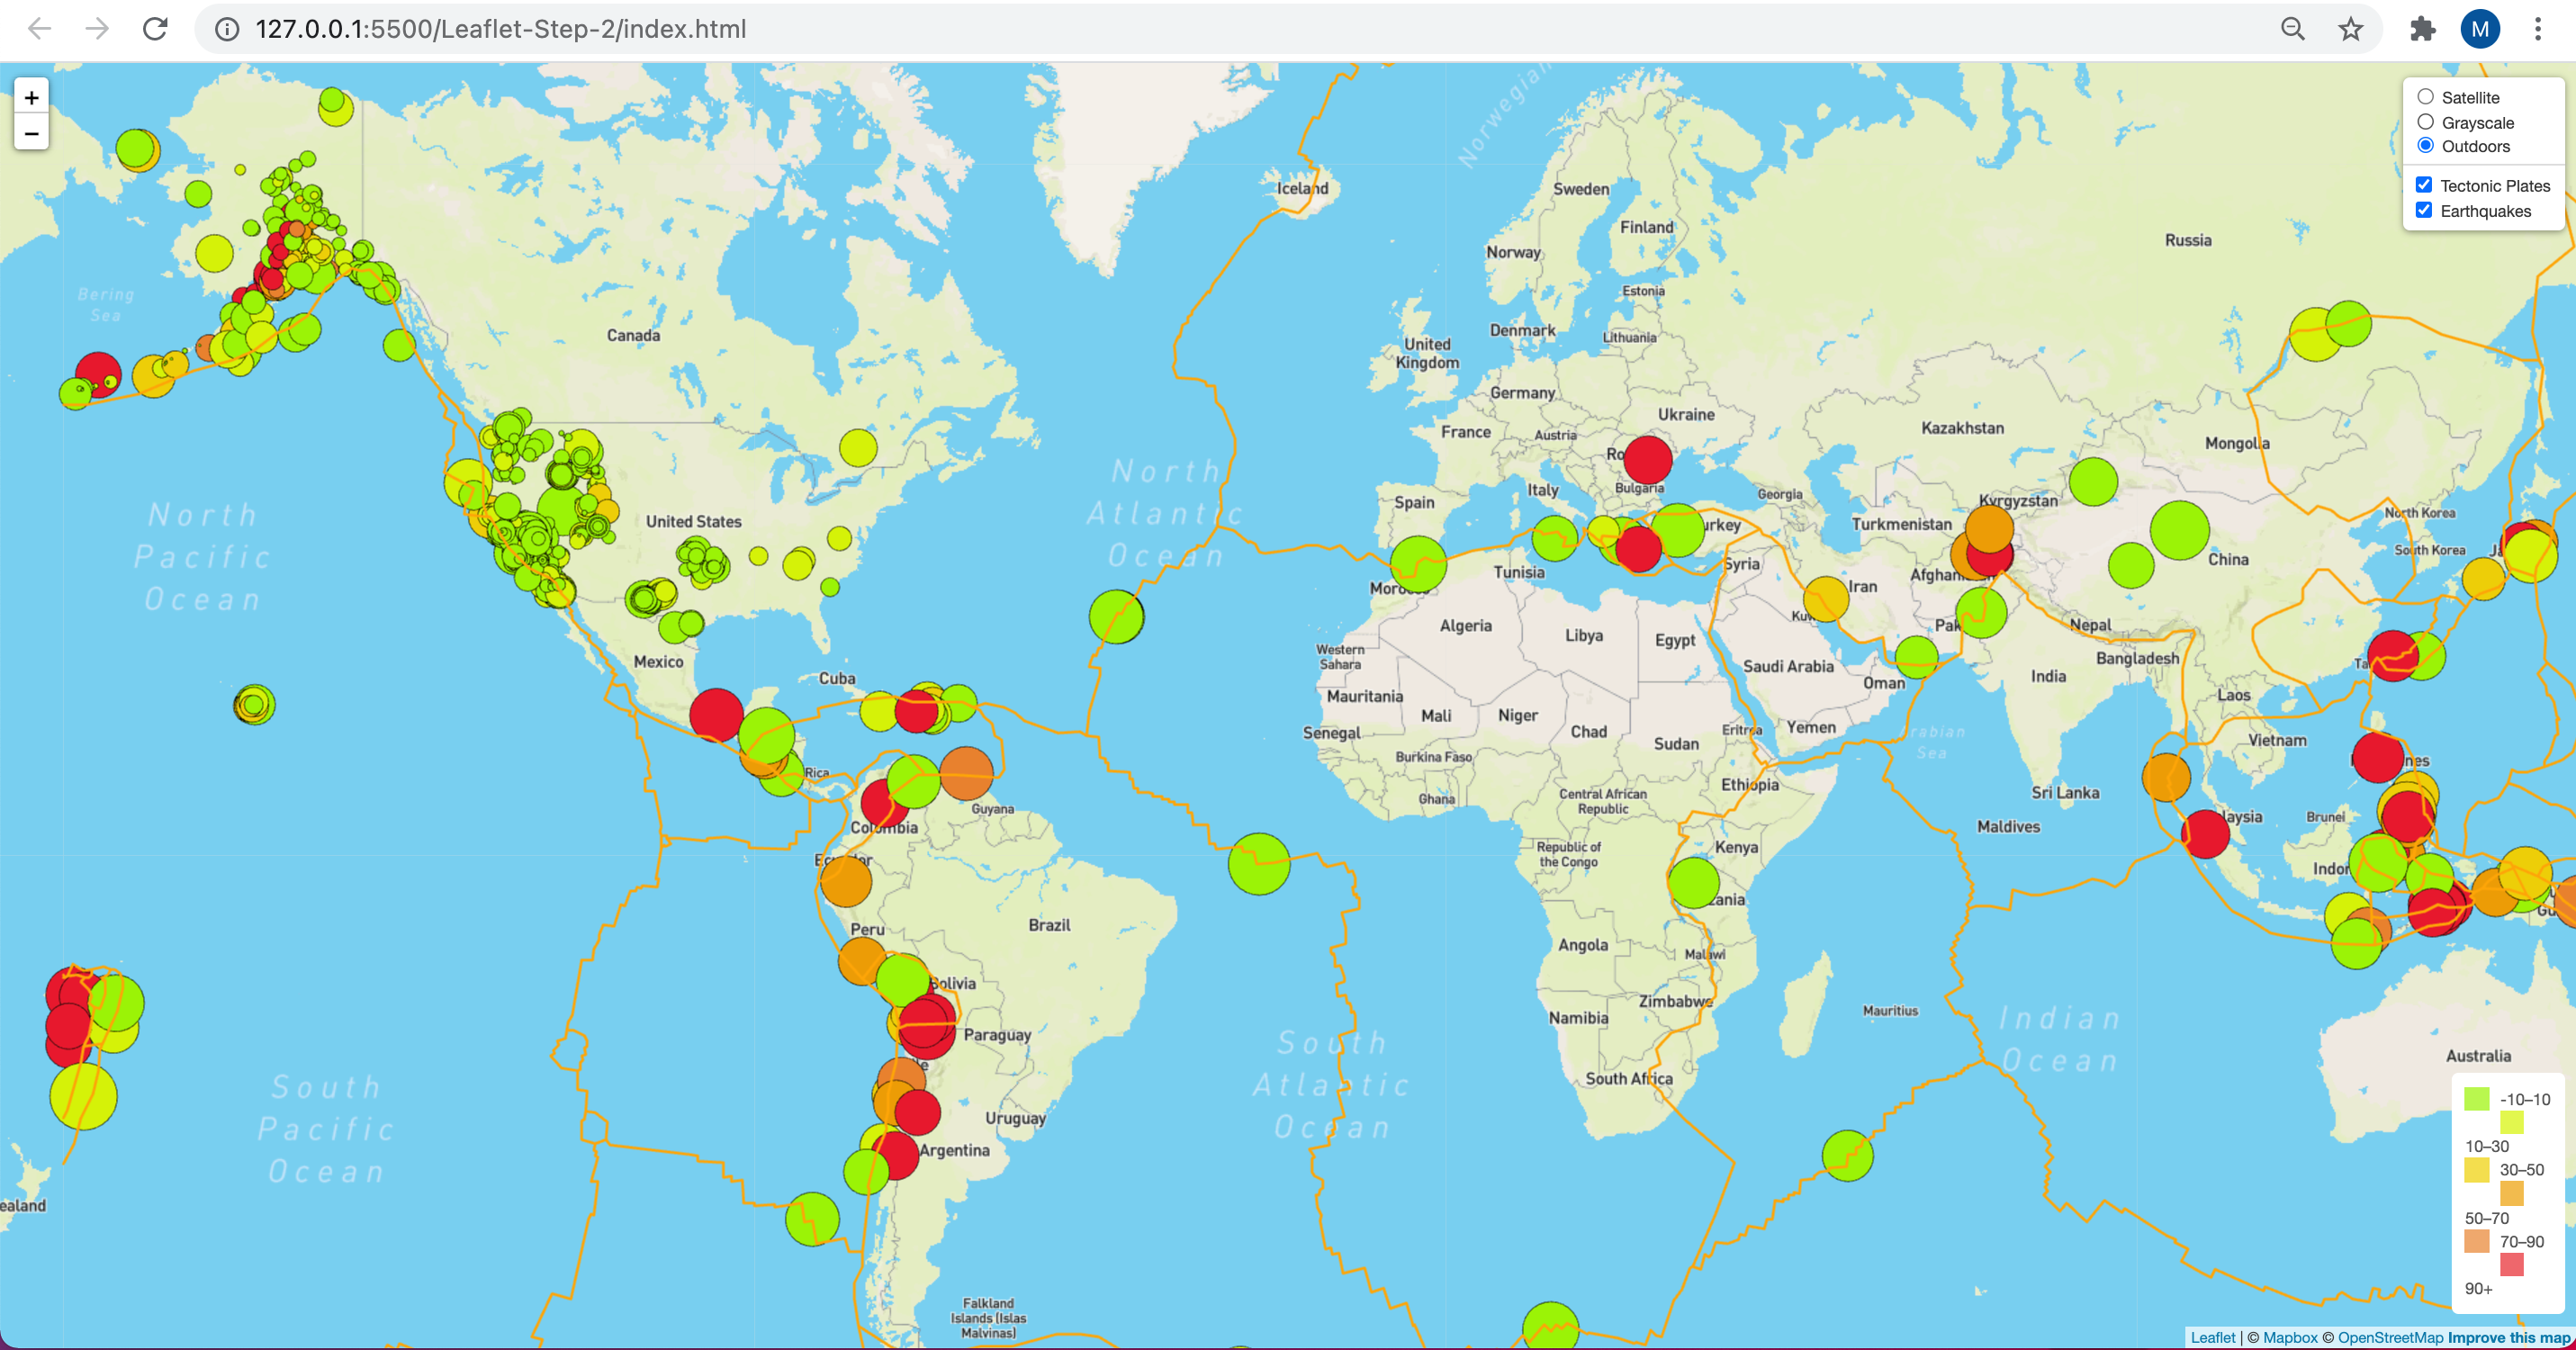 127.0.0.1:5500/Leaflet-Step-2/index.html
M
+
−
Satellite
Grayscale
Outdoors
Tectonic Plates
Earthquakes
Norwegian
Iceland
Sweden
Finland
Russia
Norway
Bering
Sea
Estonia
Canada
Denmark
Lithuania
United
Kingdom
Germany
Ukraine
France
Austria
Kazakhstan
Mongolia
Ro
Bulgaria
Italy
Georgia
Spain
Kyrgyzstan
North Korea
North
Pacific
Ocean
North
Atlantic
Ocean
United States
urkey
Turkmenistan
South Korea
Ja
China
Syria
Tunisia
Afghanis
Iran
Morocco
Kuw
Algeria
Libya
Egypt
Pak
Nepal
Western
Sahara
Mexico
Cuba
Saudi Arabia
Bangladesh
Ta
India
Oman
Laos
Mauritania
Mali
Niger
Chad
Senegal
Eritrea
Yemen
Arabian
Sea
Sudan
Vietnam
Burkina Faso
nes
Rica
Ethiopia
Sri Lanka
Ghana
Central African
Republic
Guyana
Colombia
Maldives
laysia
Brunei
Ecuador
Republic of
the Congo
Kenya
Indon
zania
Gu
Peru
Brazil
Angola
Malawi
Bolivia
Zimbabwe
Namibia
Mauritius
Indian
Ocean
Paraguay
South
Atlantic
Ocean
Australia
le
South Africa
South
Pacific
Ocean
Uruguay
Argentina
ealand
Falkland
Islands (Islas
Malvinas)
-10–10
10–30
30–50
50–70
70–90
90+
Leaflet | © Mapbox © OpenStreetMap Improve this map